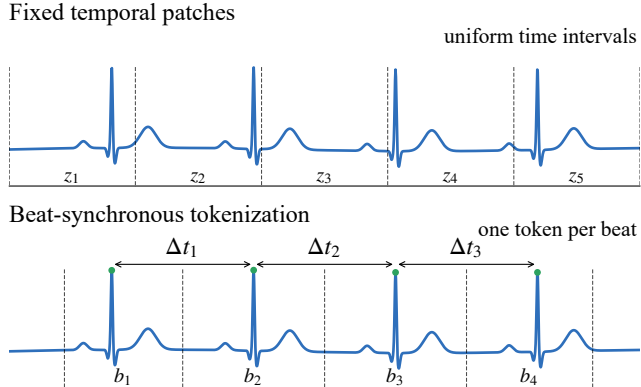 Fixed temporal patches
uniform time intervals
z₁ z₂ z₃ z₄ z₅
Beat-synchronous tokenization
one token per beat
Δt₁ Δt₂ Δt₃
b₁ b₂ b₃ b₄